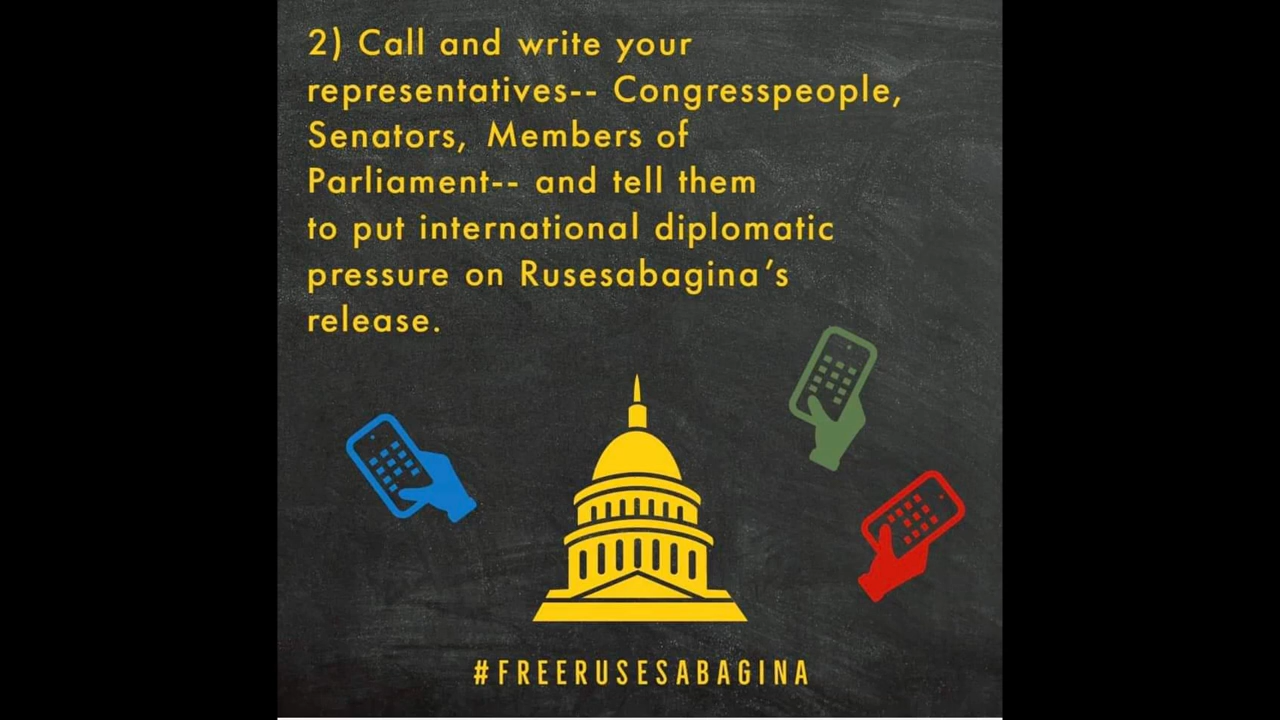 2) Call and write your
representatives-- Congresspeople,
Senators, Members of
Parliament-- and tell them
to put international diplomatic
pressure on Rusesabagina’s
release.
#FREERUSESABAGINA